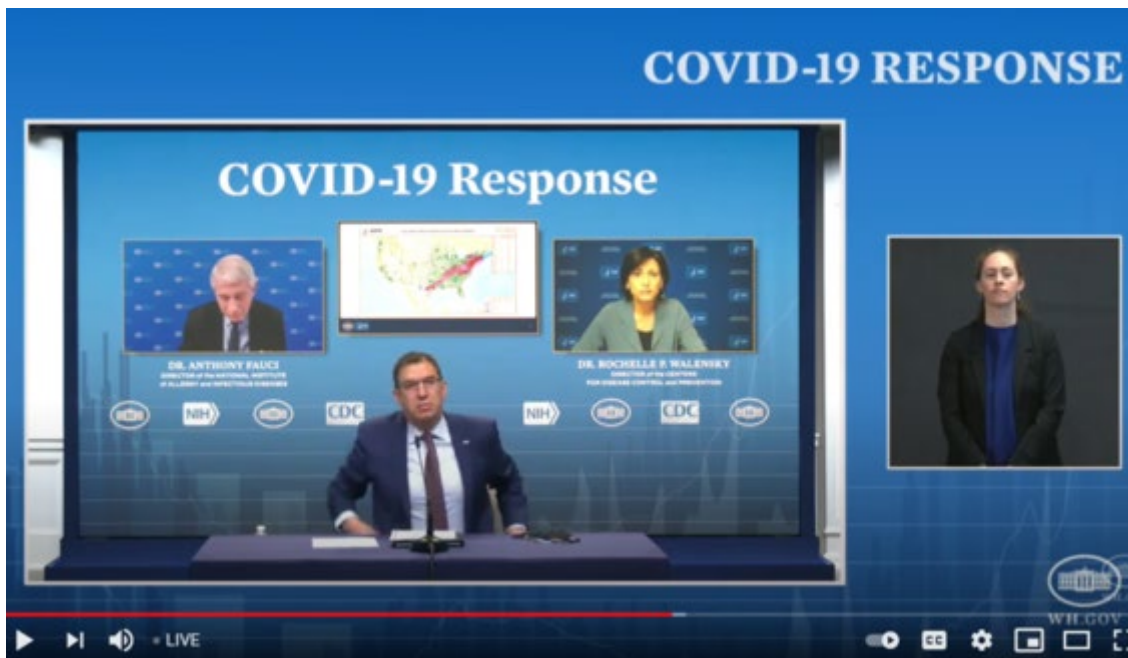 COVID-19 RESPONSE
COVID-19 Response
DR. ANTHONY FAUCI
DIRECTOR of the NATIONAL INSTITUTE
of ALLERGY and INFECTIOUS DISEASES
DR. ROCHELLE P. WALENSKY
DIRECTOR of the CENTERS
FOR DISEASE CONTROL and PREVENTION
NIH
CDC
NIH
CDC
WH.GOV
LIVE
CC